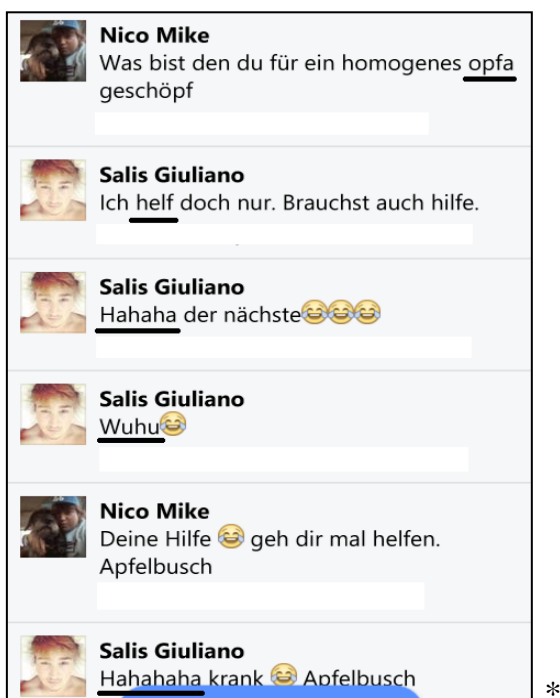 Nico Mike
Was bist den du für ein homogenes opfa
geschöpf
Salis Giuliano
Ich helf doch nur. Brauchst auch hilfe.
Salis Giuliano
Hahaha der nächste😂😂😂
Salis Giuliano
Wuhu😂
Nico Mike
Deine Hilfe 😂 geh dir mal helfen.
Apfelbusch
Salis Giuliano
Hahahaha krank 😂 Apfelbusch
*